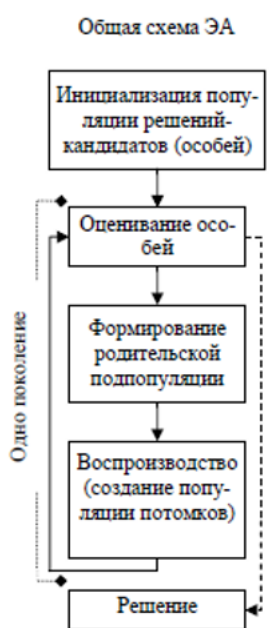 Общая схема ЭА
Инициализация попу-
ляции решений-
кандидатов (особей)
Оценивание осо-
бей
Формирование
родительской
подпопуляции
Воспроизводство
(создание попу-
ляции потомков)
Одно поколение
Решение